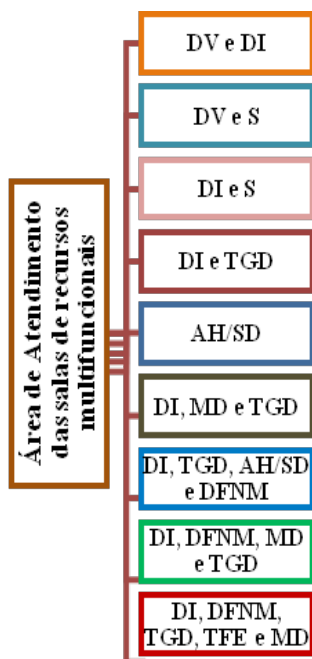 Área de Atendimento
das salas de recursos
multifuncionais
DV e DI
DV e S
DI e S
DI e TGD
AH/SD
DI, MD e TGD
DI, TGD, AH/SD
e DFNM
DI, DFNM, MD
e TGD
DI, DFNM,
TGD, TFE e MD